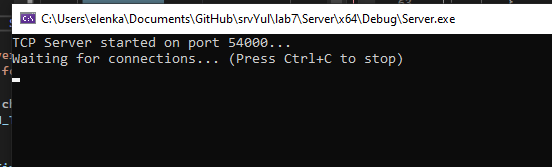 C:\Users\elenka\Documents\GitHub\srvYul\lab7\Server\x64\Debug\Server.exe
TCP Server started on port 54000...
Waiting for connections... (Press Ctrl+C to stop)